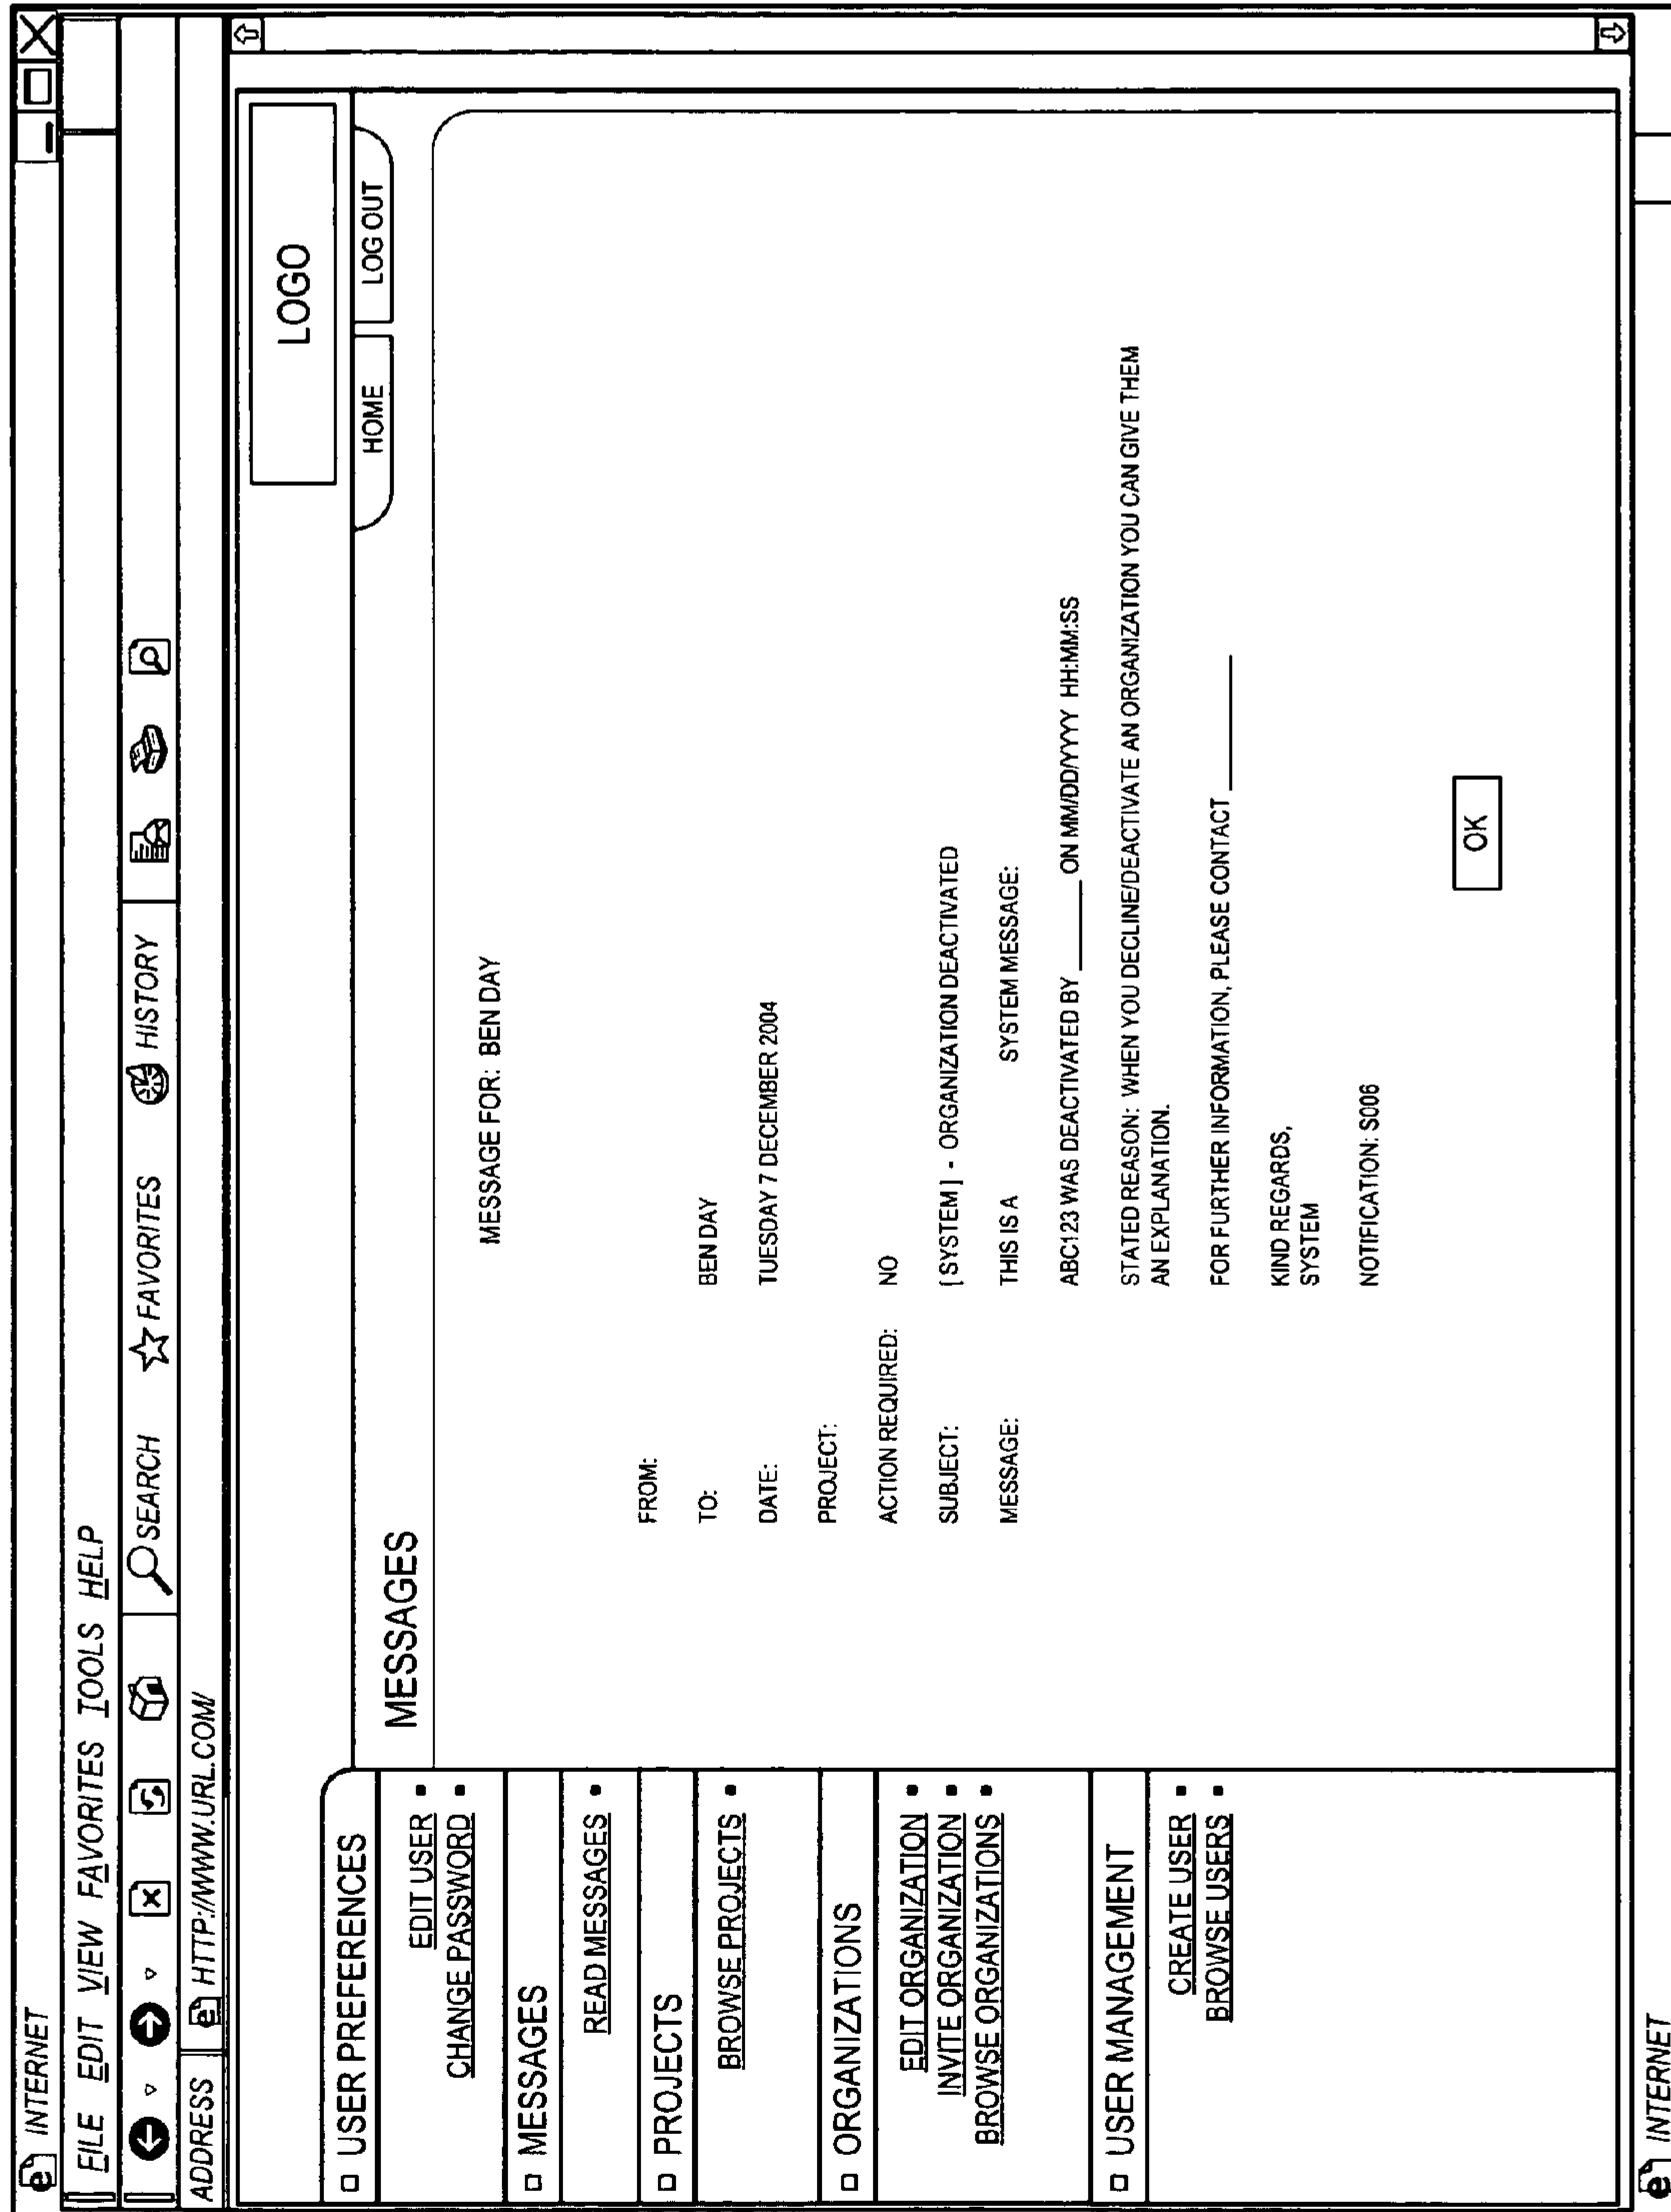 INTERNET
FILE EDIT VIEW FAVORITES TOOLS HELP
SEARCH FAVORITES HISTORY
ADDRESS HTTP://WWW.URL.COM/
LOGO
HOME LOG OUT
USER PREFERENCES
EDIT USER
CHANGE PASSWORD
MESSAGES
READ MESSAGES
PROJECTS
BROWSE PROJECTS
ORGANIZATIONS
EDIT ORGANIZATION
INVITE ORGANIZATION
BROWSE ORGANIZATIONS
USER MANAGEMENT
CREATE USER
BROWSE USERS
MESSAGES
MESSAGE FOR: BEN DAY
FROM:
TO: BEN DAY
DATE: TUESDAY 7 DECEMBER 2004
PROJECT:
ACTION REQUIRED: NO
SUBJECT: [SYSTEM] - ORGANIZATION DEACTIVATED
MESSAGE: THIS IS A SYSTEM MESSAGE:
ABC123 WAS DEACTIVATED BY _____ ON MM/DD/YYYY HH:MM:SS
STATED REASON: WHEN YOU DECLINE/DEACTIVATE AN ORGANIZATION YOU CAN GIVE THEM
AN EXPLANATION.
FOR FURTHER INFORMATION, PLEASE CONTACT ________
KIND REGARDS,
SYSTEM
NOTIFICATION: S006
OK
INTERNET